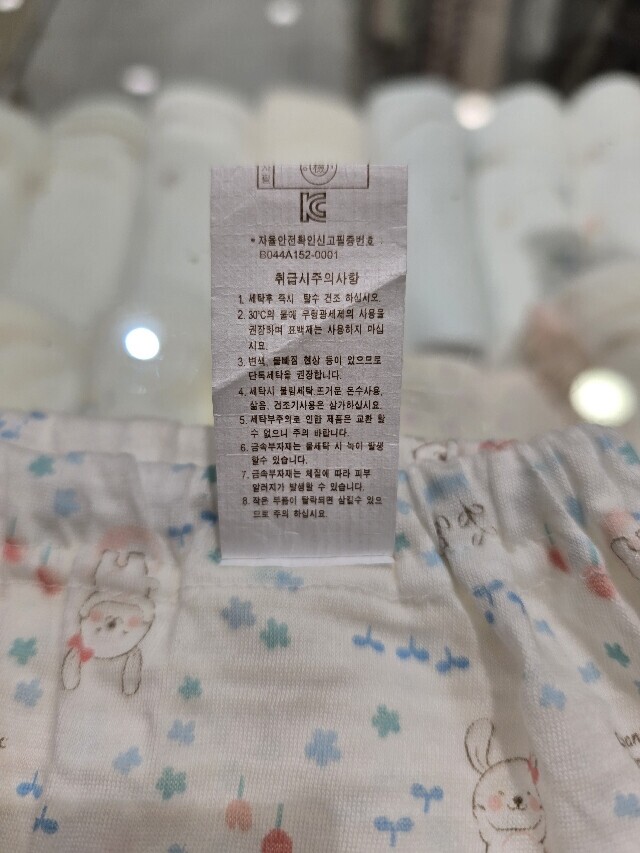 • 자율안전확인신고필증번호
B044A152-0001
취급시주의사항
1. 세탁후 즉시 탈수 건조 하십시오.
2. 30℃의 물에 무형광세제의 사용을
권장하며 표백제는 사용하지 마십
시요.
3. 변색, 물빠짐 현상 등이 있으므로
단독세탁을 권장합니다.
4. 세탁시 불림세탁,뜨거운 온수사용,
삶음, 건조기사용은 삼가하십시요.
5. 세탁부주의로 인한 제품은 교환 할
수 없으니 주의 바랍니다.
6. 금속부자재는 물세탁 시 녹이 발생
할수 있습니다.
7. 금속부자재는 체질에 따라 피부
알러지가 발생할 수 있습니다.
8. 작은 부품이 탈락되면 삼킬수 있으
므로 주의 하십시요.